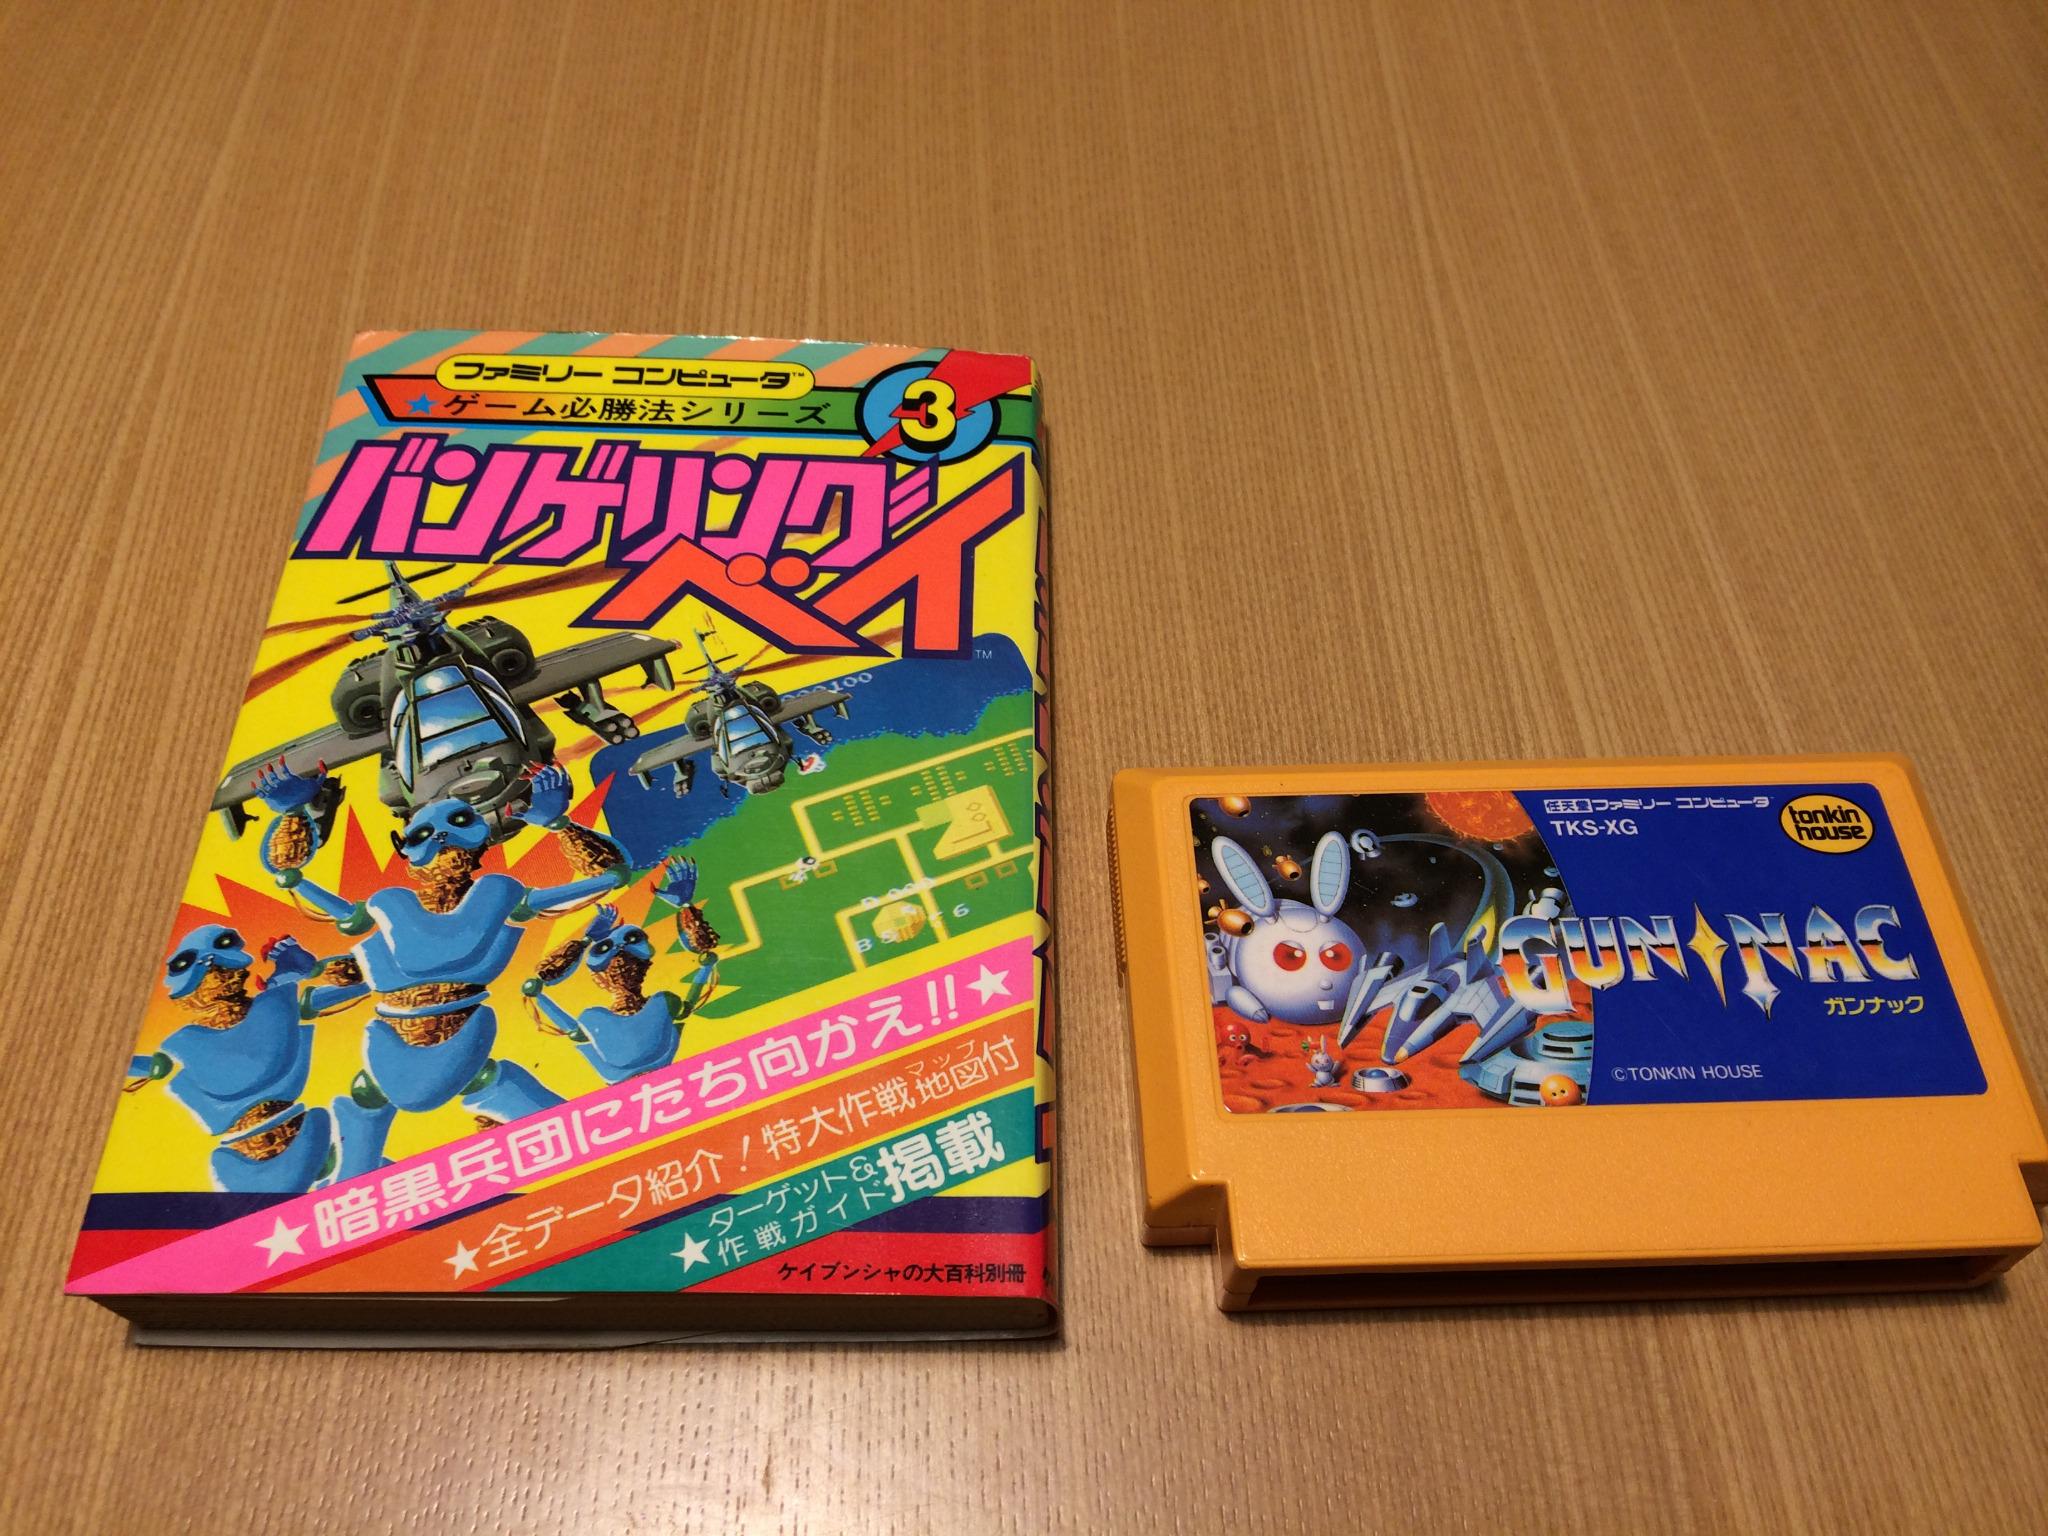 ファミリー コンピュータ™
★ゲーム必勝法シリーズ
3
バンゲリング
ベイ
™
000100
★暗黒兵団にたち向かえ!!★
★全データ紹介!特大作戦地図付
マップ
★ターゲット&
作戦ガイド掲載
ケイブンシャの大百科別冊
任天堂 ファミリー コンピュータ™
TKS-XG
tonkin
house
GUN・NAC
ガンナック
©TONKIN HOUSE